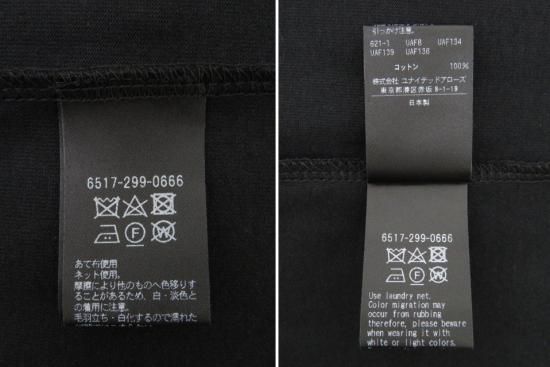 6517-299-0666
あて布使用
ネット使用。
摩擦により他のものへ色移りす
ることがあるため、白・淡色と
の着用に注意。
毛羽立ち・白化するので濡れた
引っかけ注意。
621-1 UAF8 UAF134
UAF139 UAF136
コットン 100%
株式会社 ユナイテッドアローズ
東京都港区赤坂 8-1-19
日本製
6517-299-0666
Use laundry net.
Color migration may
occur from rubbing
therefore, please beware
when wearing it with
white or light colors.